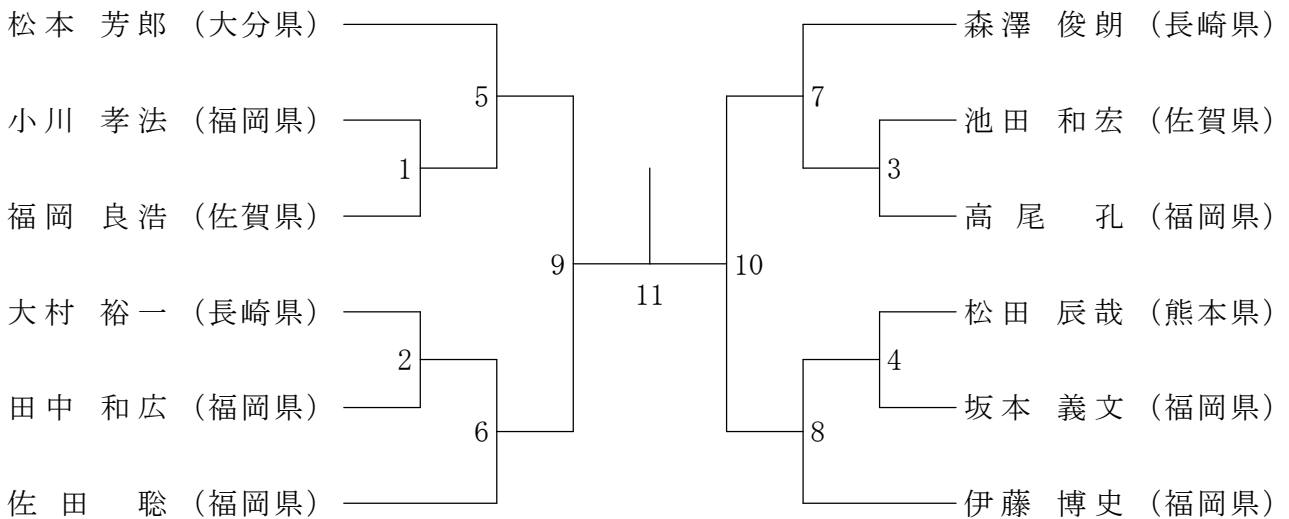 松本 芳郎 (大分県)
小川 孝法 (福岡県)
福岡 良浩 (佐賀県)
大村 裕一 (長崎県)
田中 和広 (福岡県)
佐田 聡 (福岡県)
1
2
5
6
9
11
10
7
8
3
4
森澤 俊朗 (長崎県)
池田 和宏 (佐賀県)
高尾 孔 (福岡県)
松田 辰哉 (熊本県)
坂本 義文 (福岡県)
伊藤 博史 (福岡県)